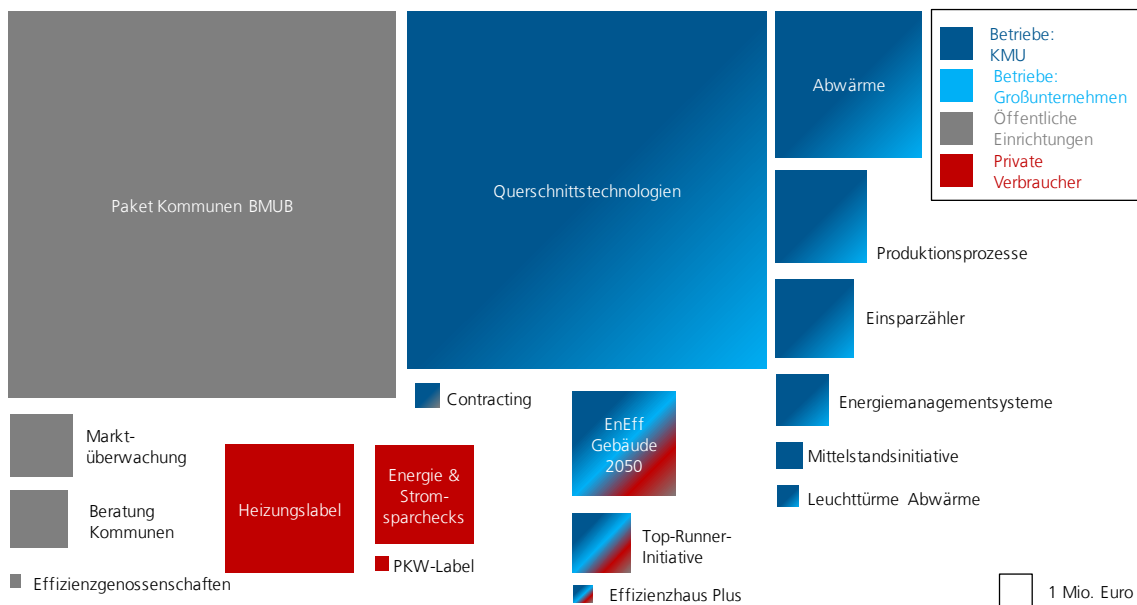 Paket Kommunen BMUB
Querschnittstechnologien
Abwärme
Betriebe:
KMU
Betriebe:
Großunternehmen
Öffentliche
Einrichtungen
Private
Verbraucher
Produktionsprozesse
Einsparzähler
Energiemanagementsysteme
Mittelstandsinitiative
Leuchttürme Abwärme
Contracting
EnEff
Gebäude
2050
Top-Runner-
Initiative
Effizienzhaus Plus
Markt-
überwachung
Beratung
Kommunen
Effizienzgenossenschaften
Heizungslabel
Energie &
Strom-
sparchecks
PKW-Label
1 Mio. Euro